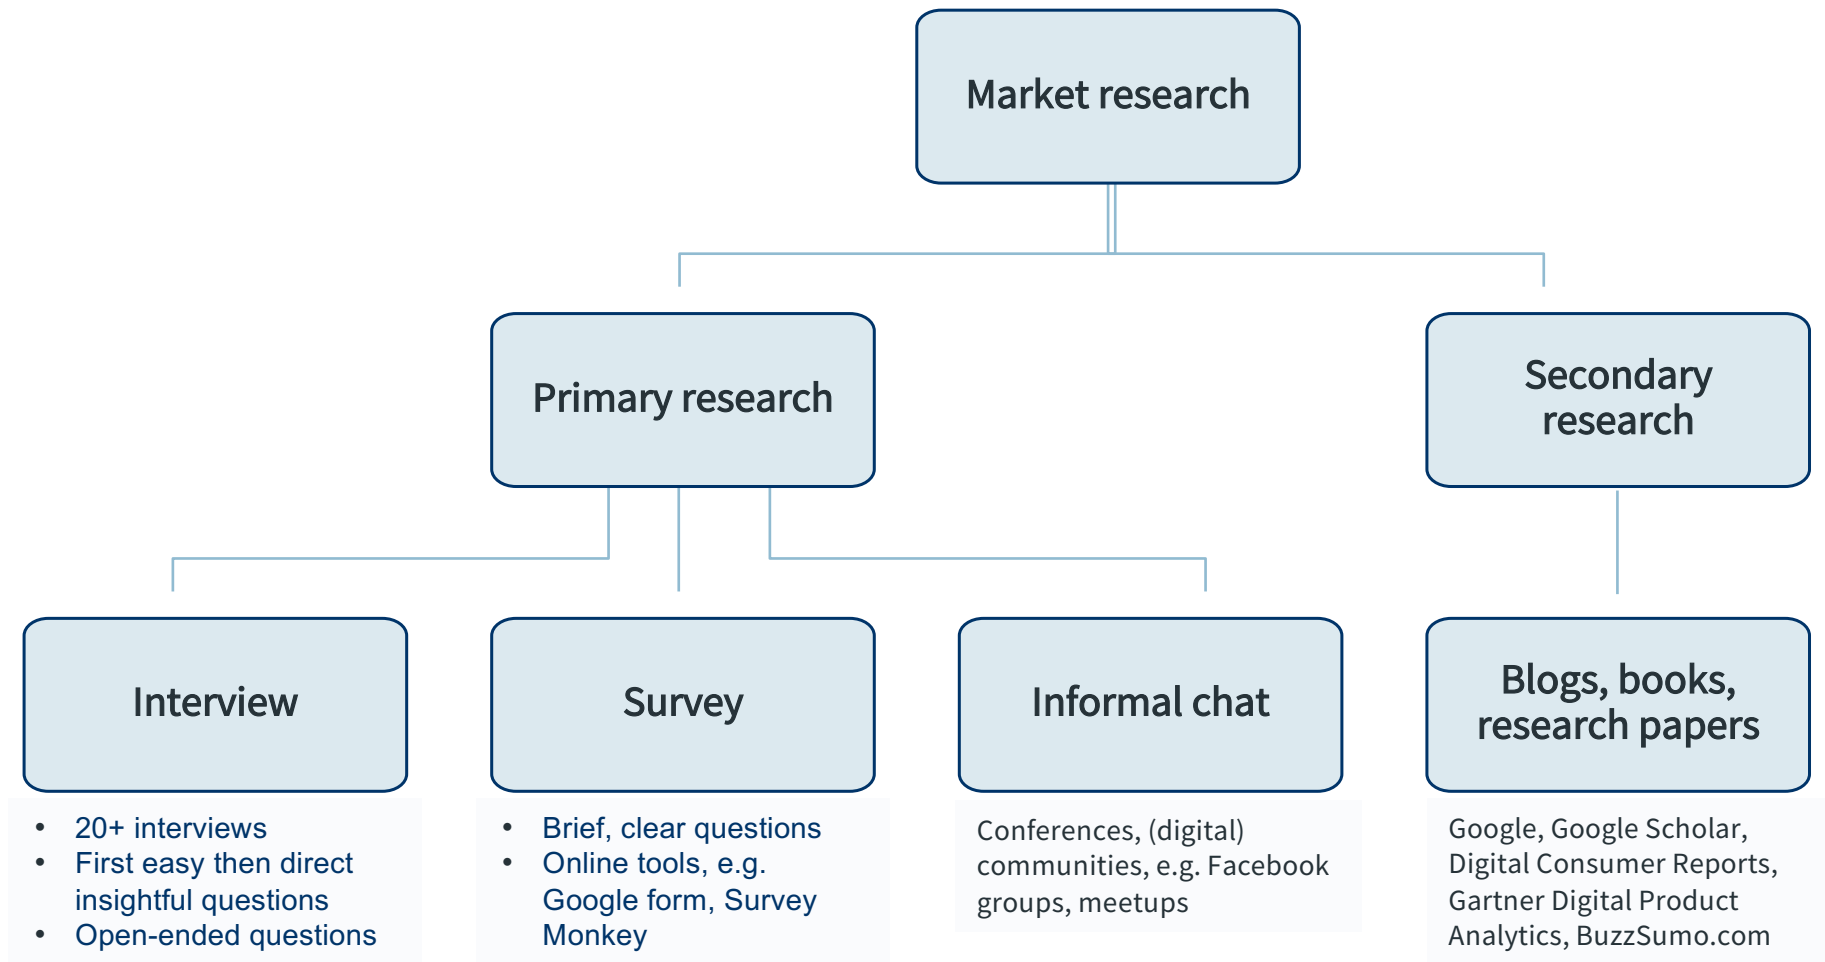 Market research
Primary research
Secondary
research
Interview
Survey
Informal chat
Blogs, books,
research papers
• 20+ interviews
• First easy then direct
insightful questions
• Open-ended questions
• Brief, clear questions
• Online tools, e.g.
Google form, Survey
Monkey
Conferences, (digital)
communities, e.g. Facebook
groups, meetups
Google, Google Scholar,
Digital Consumer Reports,
Gartner Digital Product
Analytics, BuzzSumo.com